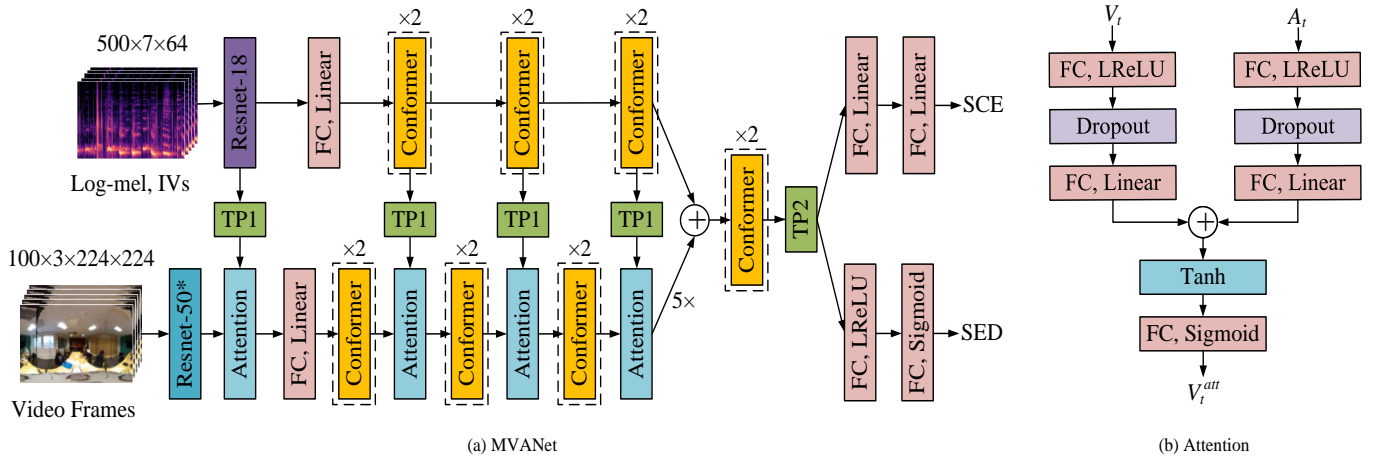 500×7×64
Log-mel, IVs
Resnet-18
FC, Linear
×2
Conformer
×2
Conformer
×2
Conformer
TP1
TP1
TP1
TP1
100×3×224×224
Video Frames
Resnet-50*
Attention
FC, Linear
×2
Conformer
Attention
×2
Conformer
Attention
×2
Conformer
Attention
5×
+
×2
Conformer
TP2
FC, Linear
FC, Linear
SCE
FC, LReLU
FC, Sigmoid
SED
(a) MVANet
V_t
A_t
FC, LReLU
FC, LReLU
Dropout
Dropout
FC, Linear
FC, Linear
+
Tanh
FC, Sigmoid
V_t^att
(b) Attention